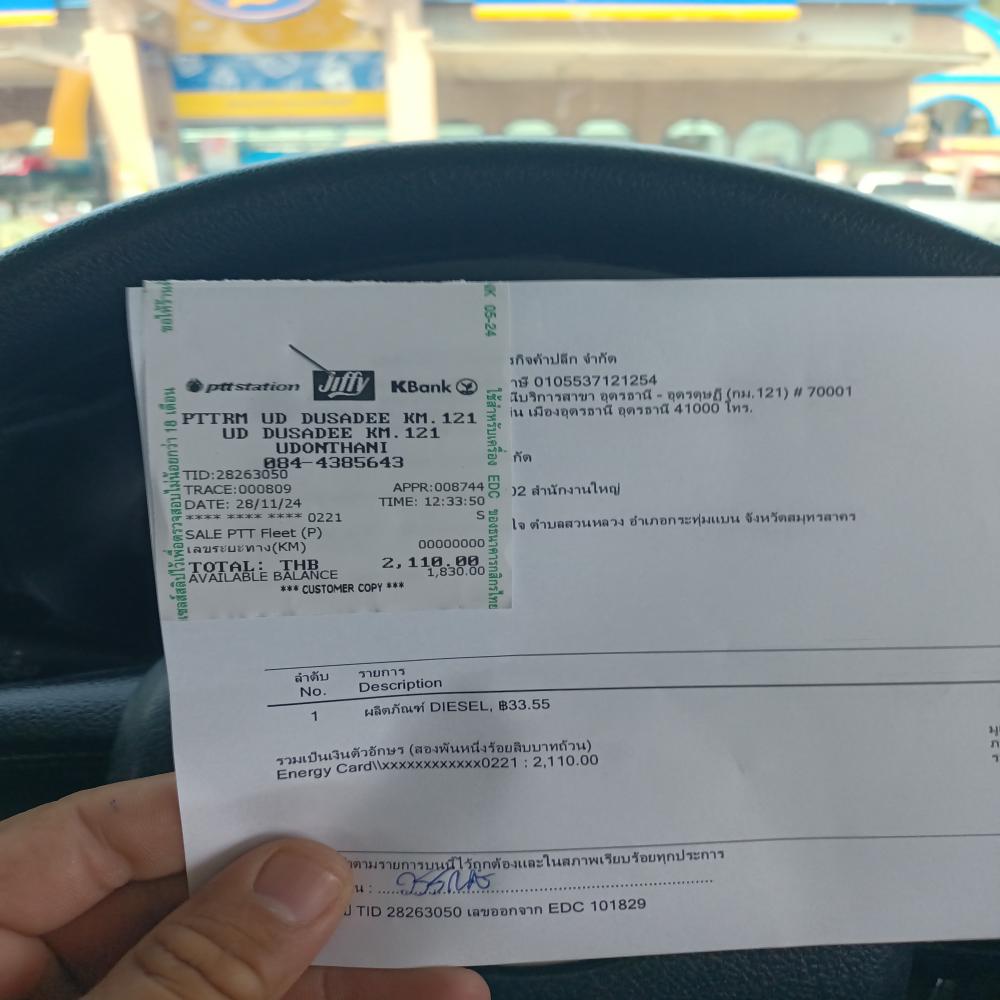 pttstation Jiffy KBank
PTTRM UD DUSADEE KM.121
UD DUSADEE KM.121
UDONTHANI
084-4385643
TID:28263050
TRACE:000809 APPR:008744
DATE: 28/11/24 TIME: 12:33:50
**** **** **** 0221 S
SALE PTT Fleet (P)
เลขระยะทาง(KM) 00000000
TOTAL: THB 2,110.00
AVAILABLE BALANCE 1,830.00
*** CUSTOMER COPY ***
05-24
ใช้สำหรับเครื่อง EDC ของธนาคารกสิกรไทย
รกิจค้าปลีก จำกัด
0105537121254
บริการสาขา อุดรธานี - อุดรดุษฎี (กม.121) # 70001
เมืองอุดรธานี อุดรธานี 41000 โทร.
กัด
02 สำนักงานใหญ่
ตำบลสวนหลวง อำเภอกระทุ่มแบน จังหวัดสมุทรสาคร
ลำดับ รายการ
No. Description
1 ผลิตภัณฑ์ DIESEL, ฿33.55
รวมเป็นเงินตัวอักษร (สองพันหนึ่งร้อยสิบบาทถ้วน)
Energy Card\\xxxxxxxxxxxx0221 : 2,110.00
าตามรายการบนนี้ไว้ถูกต้องและในสภาพเรียบร้อยทุกประการ
น :
TID 28263050 เลขออกจาก EDC 101829